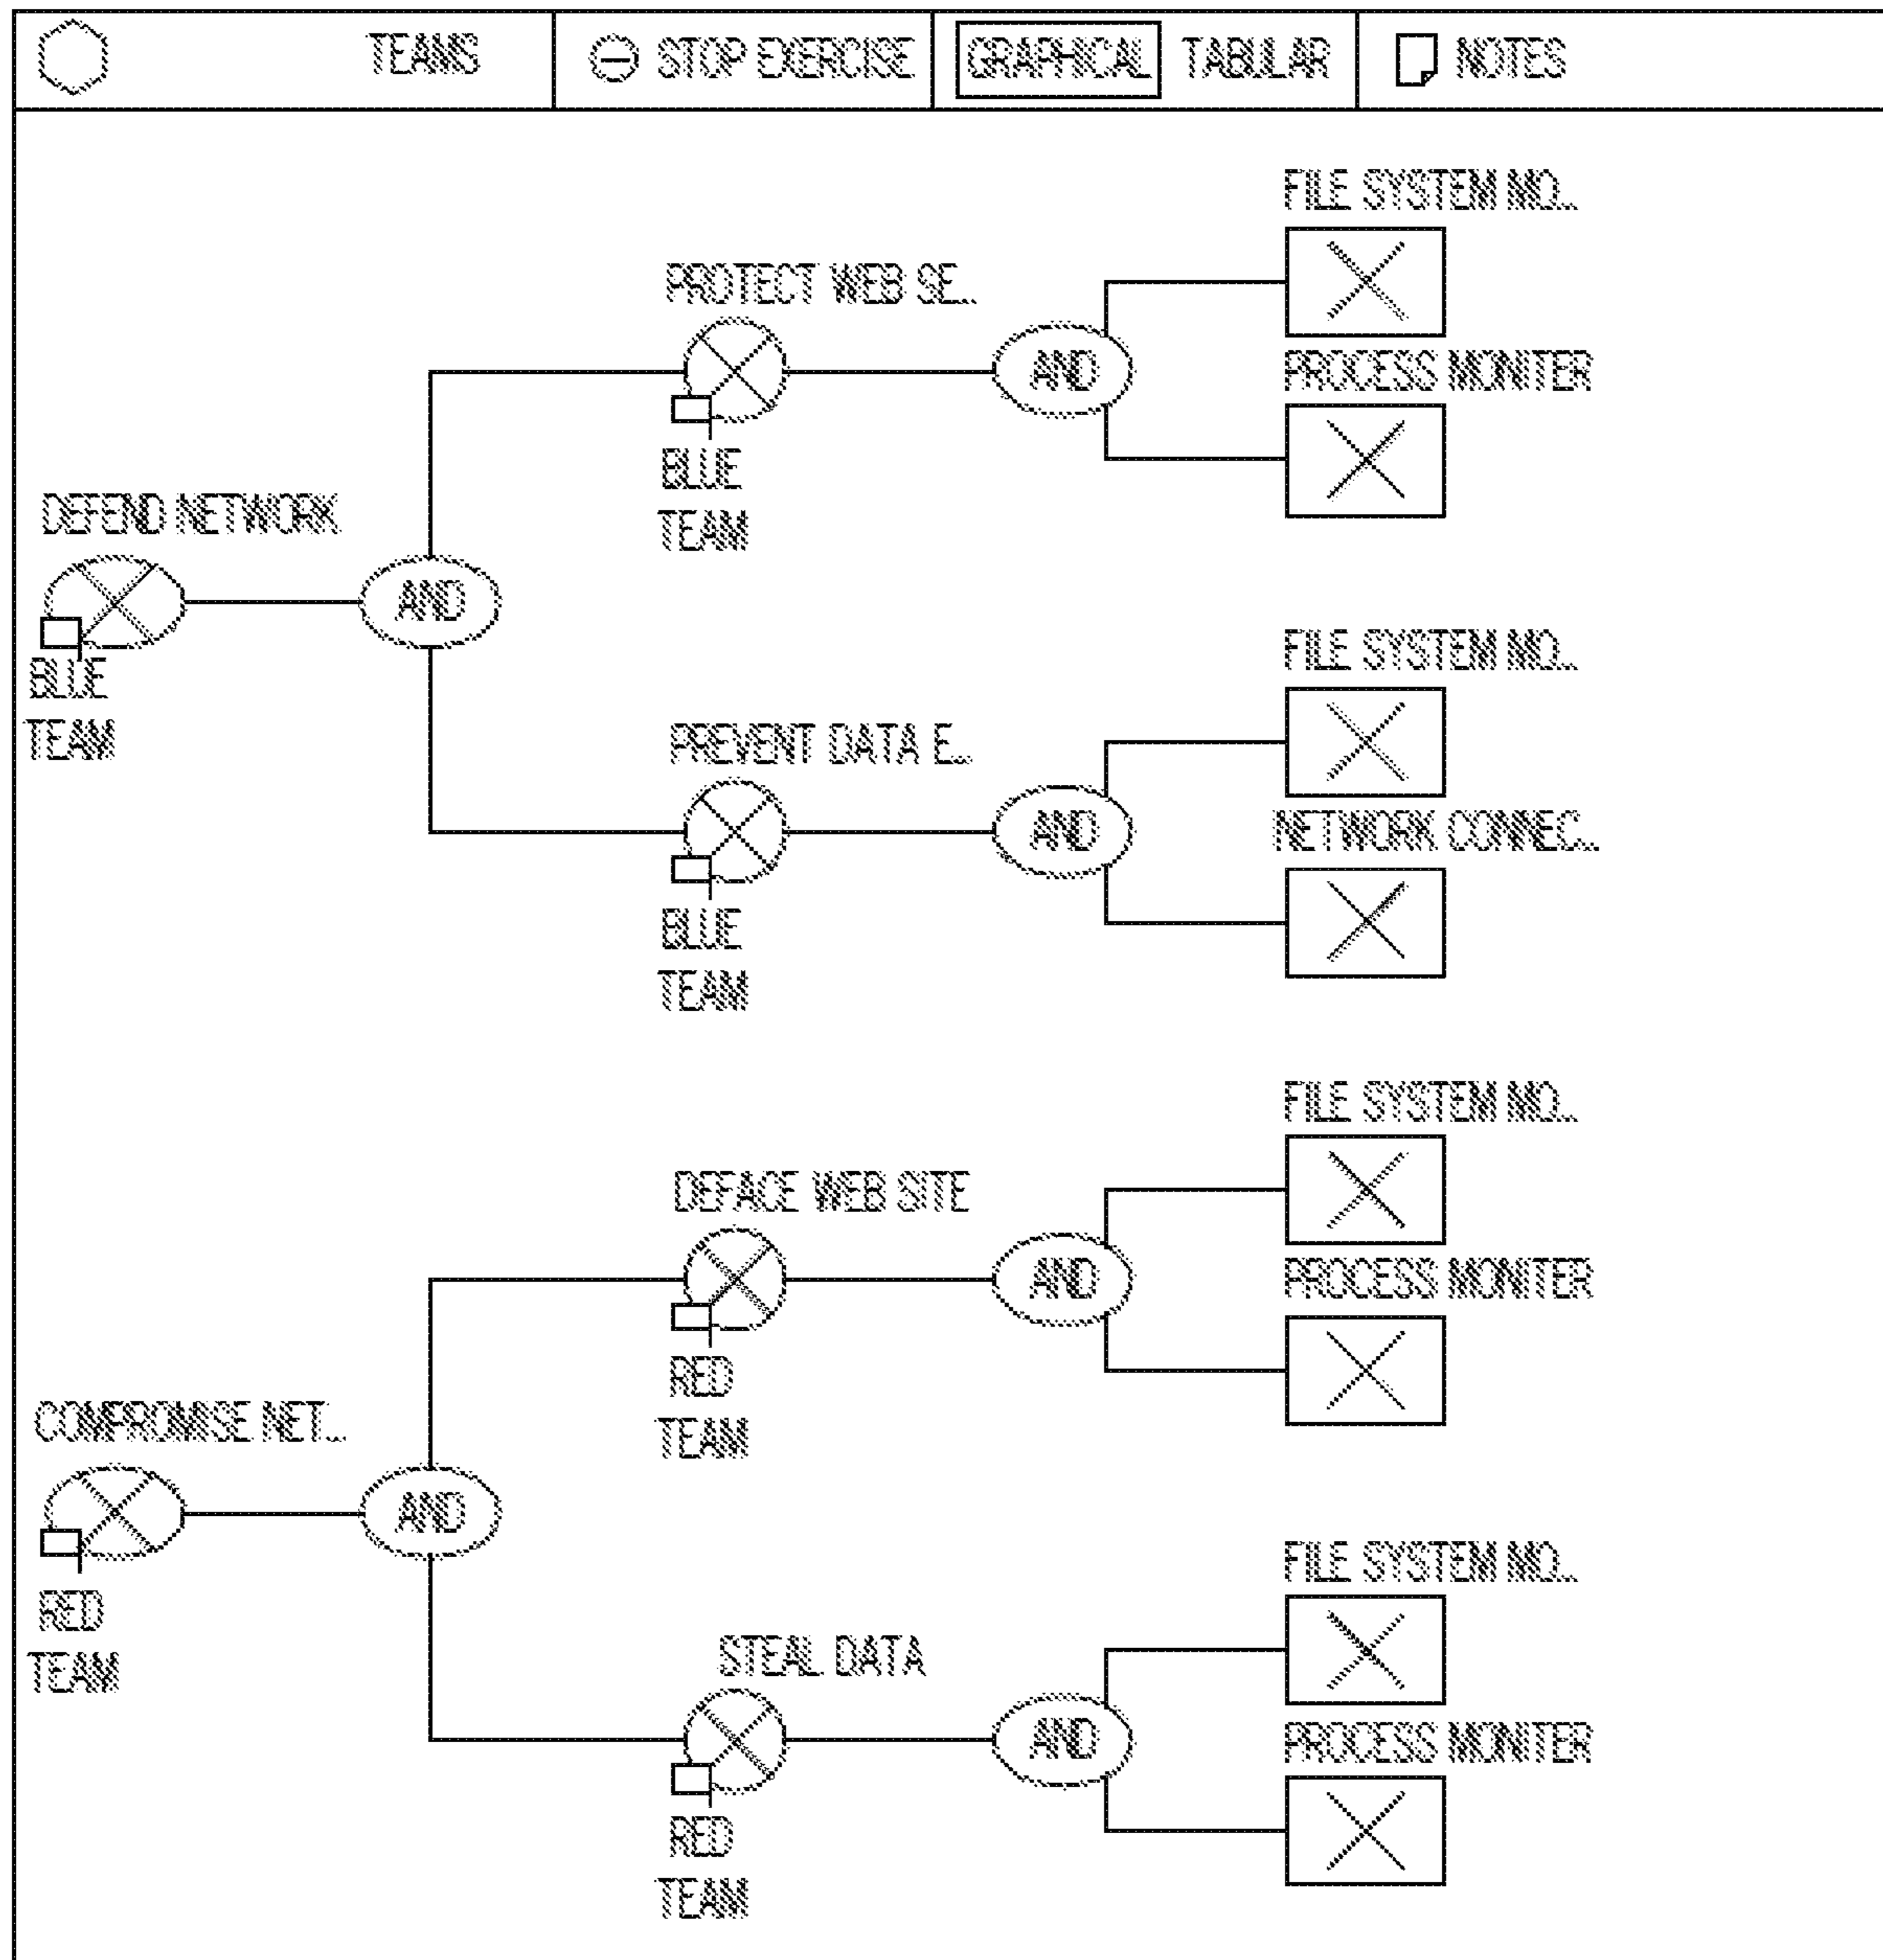 TEAMS
STOP EXERCISE
GRAPHICAL
TABULAR
NOTES
FILE SYSTEM MO...
PROTECT WEB SE...
AND
PROCESS MONITER
BLUE
TEAM
DEFEND NETWORK
AND
BLUE
TEAM
FILE SYSTEM MO...
PREVENT DATA E...
AND
NETWORK CONNEC...
BLUE
TEAM
FILE SYSTEM MO...
DEFACE WEB SITE
AND
PROCESS MONITER
RED
TEAM
COMPROMISE NET...
AND
RED
TEAM
FILE SYSTEM MO...
STEAL DATA
AND
PROCESS MONITER
RED
TEAM